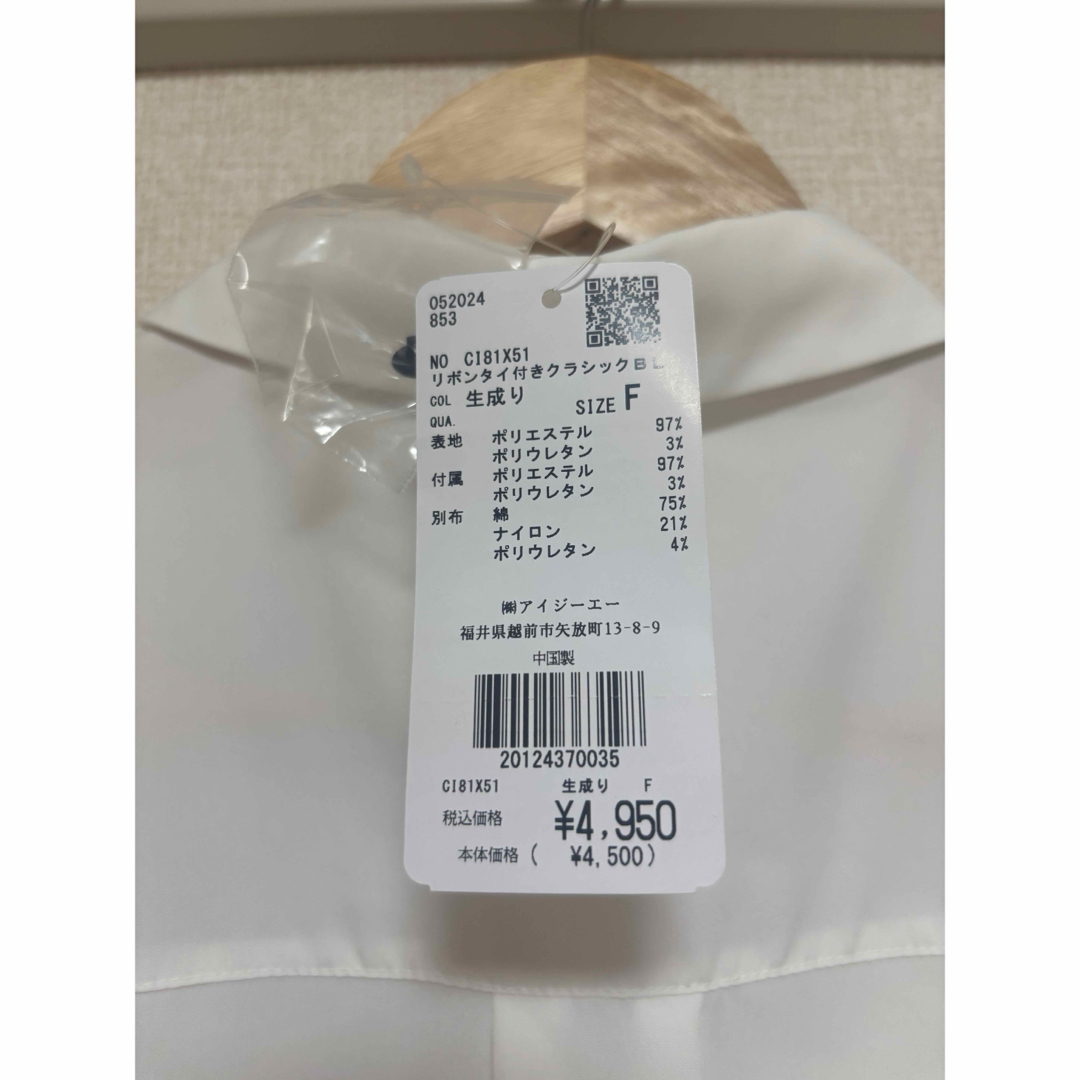 052024
853
NO CI81X51
リボンタイ付きクラシックBL
COL 生成り SIZE F
QUA.
表地 ポリエステル 97%
ポリウレタン 3%
付属 ポリエステル 97%
ポリウレタン 3%
別布 綿 75%
ナイロン 21%
ポリウレタン 4%
㈱アイジーエー
福井県越前市矢放町13-8-9
中国製
20124370035
CI81X51 生成り F
税込価格 ¥4,950
本体価格( ¥4,500)